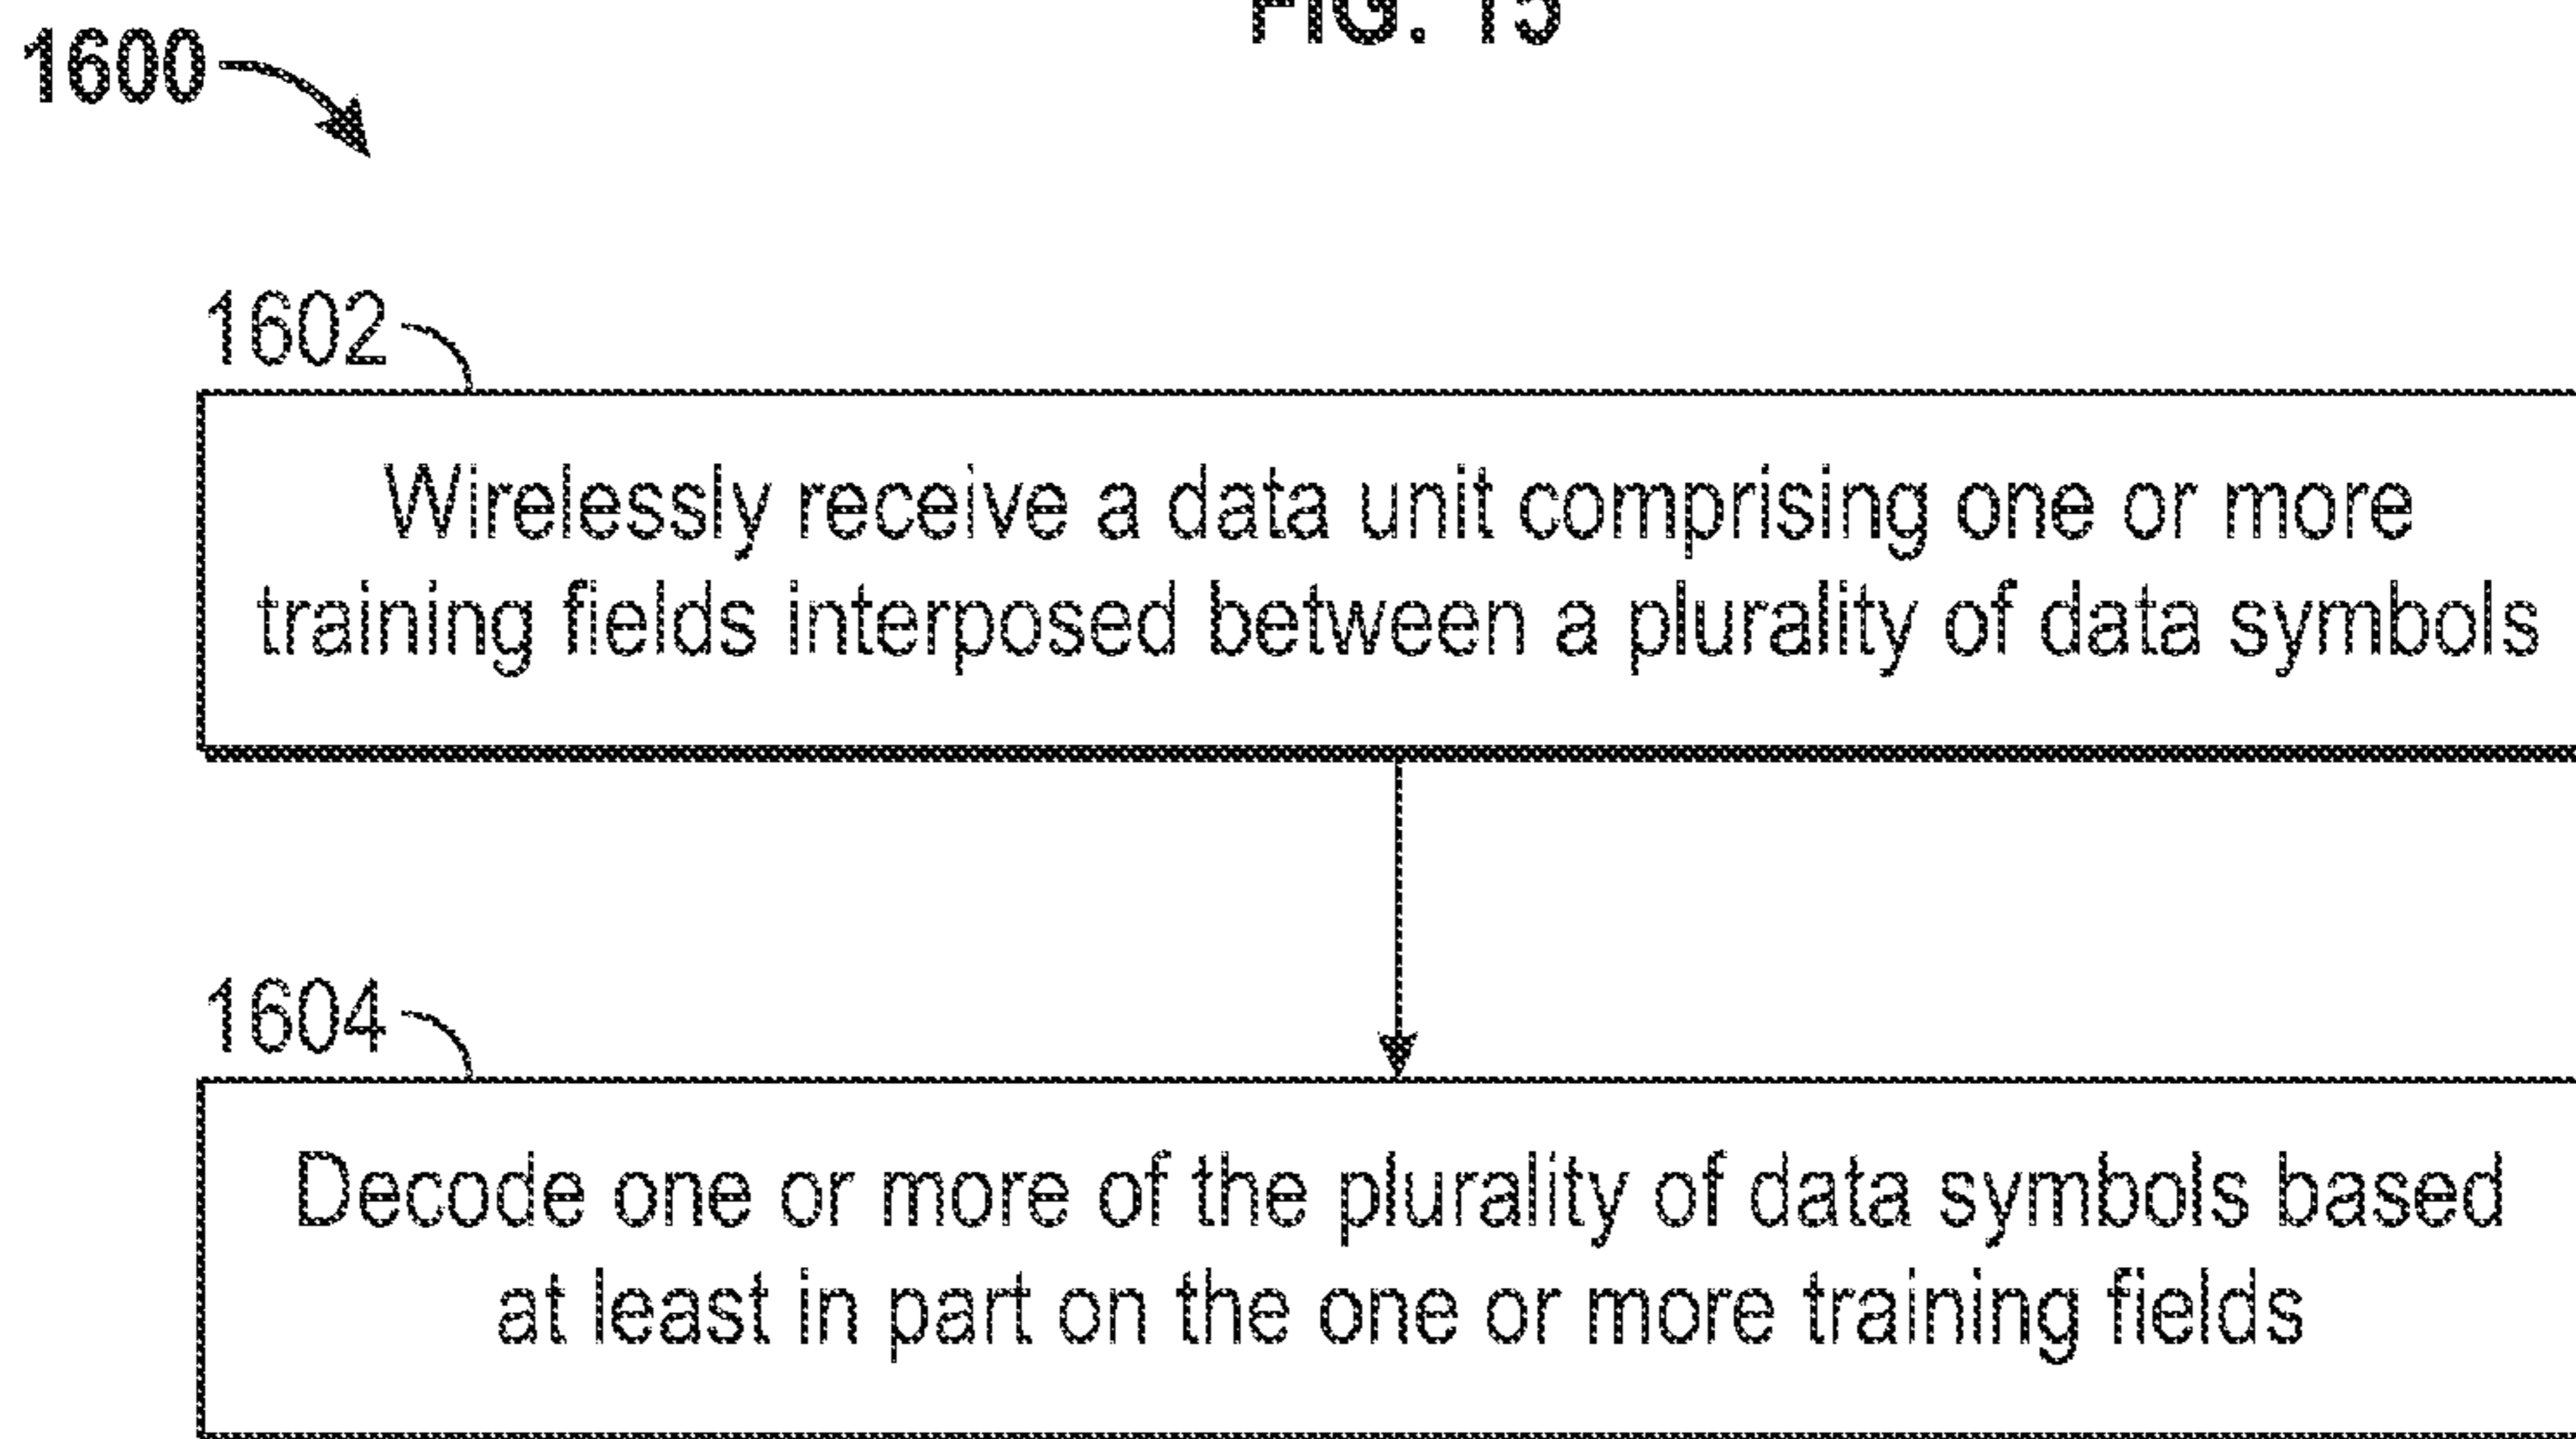 FIG. 15
1600
1602
Wirelessly receive a data unit comprising one or more
training fields interposed between a plurality of data symbols
1604
Decode one or more of the plurality of data symbols based
at least in part on the one or more training fields